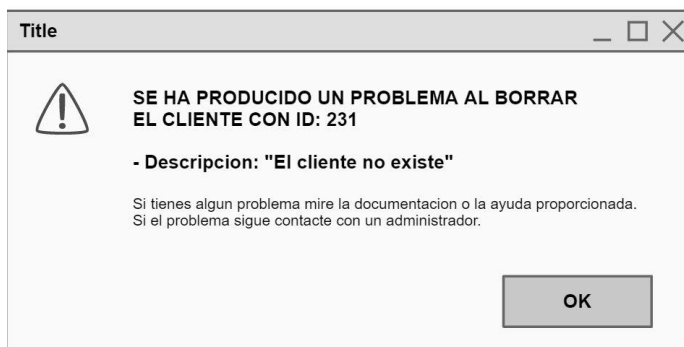 Title
SE HA PRODUCIDO UN PROBLEMA AL BORRAR
EL CLIENTE CON ID: 231
- Descripcion: "El cliente no existe"
Si tienes algun problema mire la documentacion o la ayuda proporcionada.
Si el problema sigue contacte con un administrador.
OK